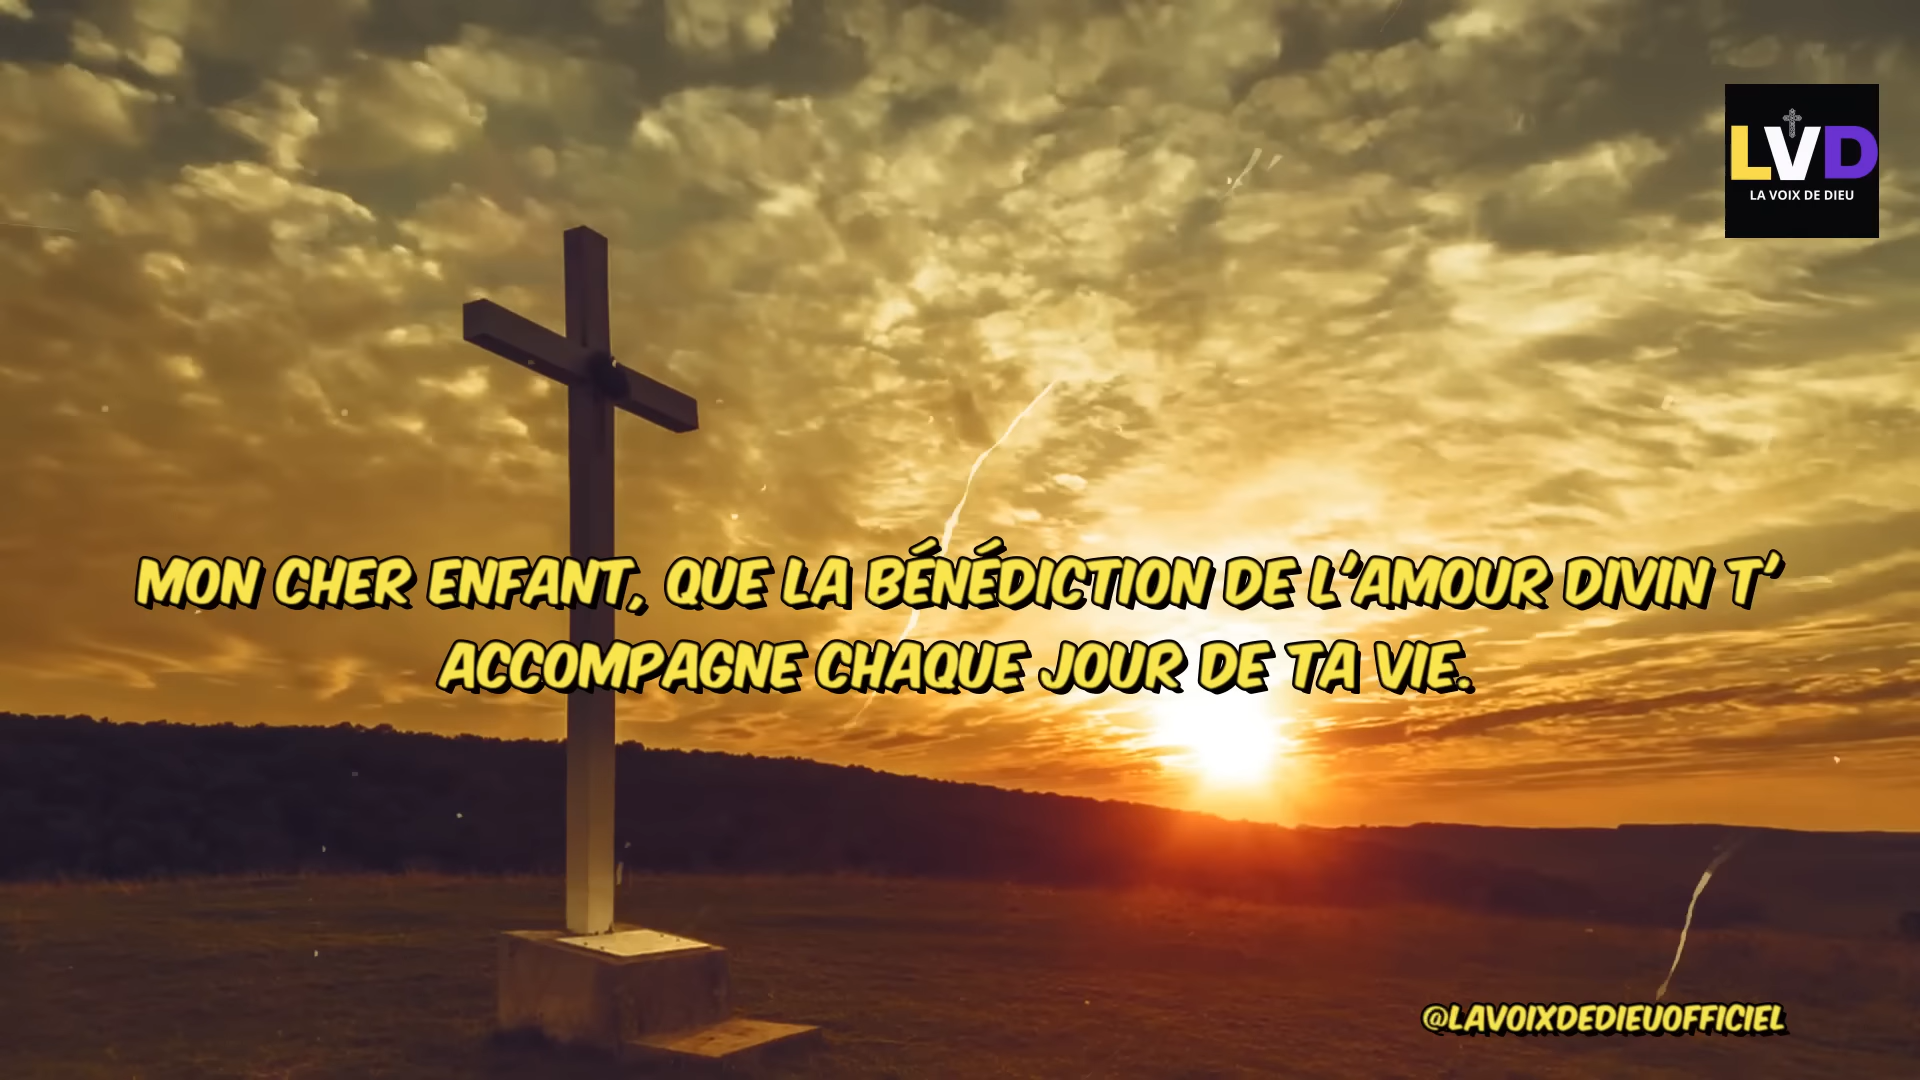 LVD
LA VOIX DE DIEU
MON CHER ENFANT, QUE LA BÉNÉDICTION DE L'AMOUR DIVIN T'
ACCOMPAGNE CHAQUE JOUR DE TA VIE.
@LAVOIXDEDIEUOFFICIEL